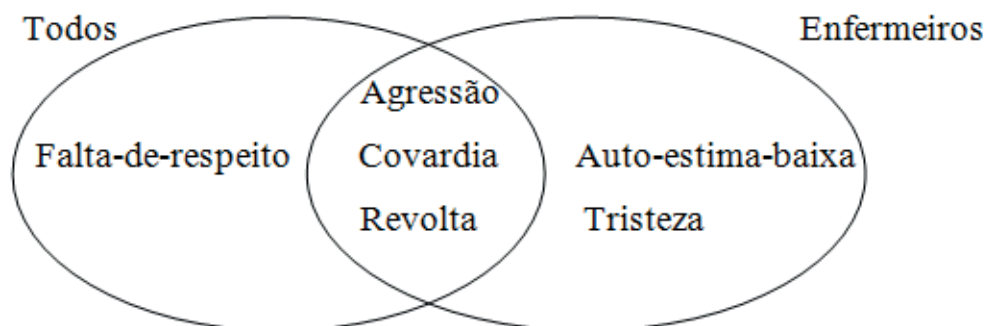 Todos
Enfermeiros
Agressão
Falta-de-respeito
Covardia
Auto-estima-baixa
Revolta
Tristeza